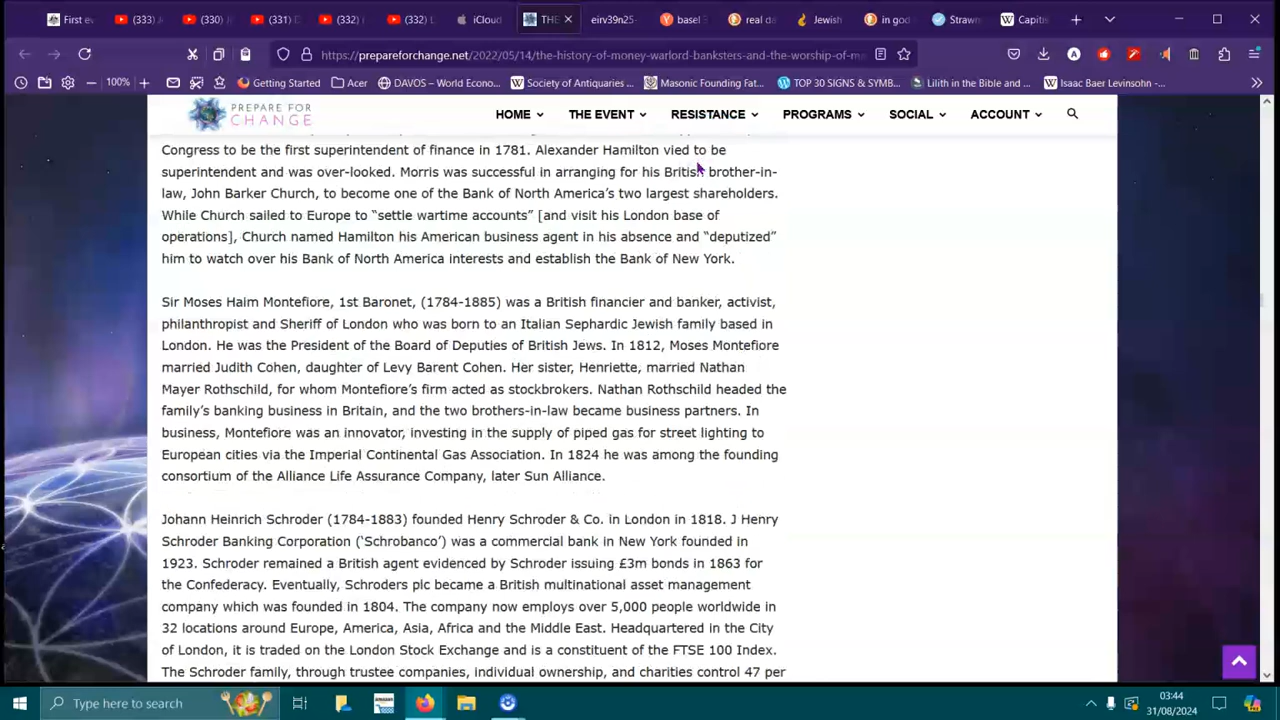 First ev
(333) J
(330) J
(331) D
(332)
(332) L
iCloud
THE
eirv39n25-
basel 3
real da
Jewish
in god
Strawn
Capiti
https://prepareforchange.net/2022/05/14/the-history-of-money-warlord-banksters-and-the-worship-of-m
100%
Getting Started
Acer
DAVOS – World Econo...
Society of Antiquaries ...
Masonic Founding Fat...
TOP 30 SIGNS & SYMB...
Lilith in the Bible and ...
Isaac Baer Levinsohn - ...
PREPARE FOR
CHANGE
HOME
THE EVENT
RESISTANCE
PROGRAMS
SOCIAL
ACCOUNT
Congress to be the first superintendent of finance in 1781. Alexander Hamilton vied to be
superintendent and was over-looked. Morris was successful in arranging for his British brother-in-
law, John Barker Church, to become one of the Bank of North America's two largest shareholders.
While Church sailed to Europe to “settle wartime accounts” [and visit his London base of
operations], Church named Hamilton his American business agent in his absence and “deputized”
him to watch over his Bank of North America interests and establish the Bank of New York.
Sir Moses Haim Montefiore, 1st Baronet, (1784-1885) was a British financier and banker, activist,
philanthropist and Sheriff of London who was born to an Italian Sephardic Jewish family based in
London. He was the President of the Board of Deputies of British Jews. In 1812, Moses Montefiore
married Judith Cohen, daughter of Levy Barent Cohen. Her sister, Henriette, married Nathan
Mayer Rothschild, for whom Montefiore's firm acted as stockbrokers. Nathan Rothschild headed the
family's banking business in Britain, and the two brothers-in-law became business partners. In
business, Montefiore was an innovator, investing in the supply of piped gas for street lighting to
European cities via the Imperial Continental Gas Association. In 1824 he was among the founding
consortium of the Alliance Life Assurance Company, later Sun Alliance.
Johann Heinrich Schroder (1784-1883) founded Henry Schroder & Co. in London in 1818. J Henry
Schroder Banking Corporation (‘Schrobanco’) was a commercial bank in New York founded in
1923. Schroder remained a British agent evidenced by Schroder issuing £3m bonds in 1863 for
the Confederacy. Eventually, Schroders plc became a British multinational asset management
company which was founded in 1804. The company now employs over 5,000 people worldwide in
32 locations around Europe, America, Asia, Africa and the Middle East. Headquartered in the City
of London, it is traded on the London Stock Exchange and is a constituent of the FTSE 100 Index.
The Schroder family, through trustee companies, individual ownership, and charities control 47 per
Type here to search
03:44
31/08/2024